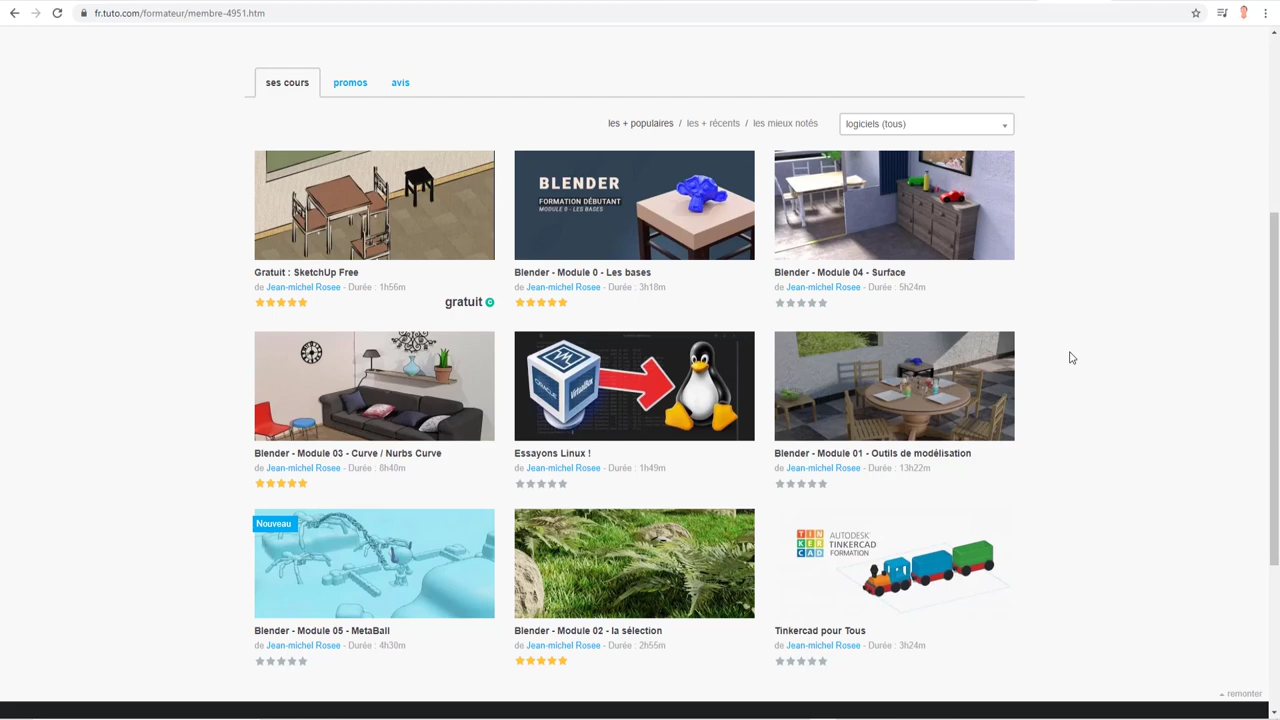 fr.tuto.com/formateur/membre-4951.htm
ses cours promos avis
les + populaires / les + récents / les mieux notés logiciels (tous)
BLENDER
FORMATION DÉBUTANT
MODULE 0 - LES BASES
Gratuit : SketchUp Free
de Jean-michel Rosee - Durée : 1h56m
gratuit
Blender - Module 0 - Les bases
de Jean-michel Rosee - Durée : 3h18m
Blender - Module 04 - Surface
de Jean-michel Rosee - Durée : 5h24m
ORACLE
VirtualBox
Blender - Module 03 - Curve / Nurbs Curve
de Jean-michel Rosee - Durée : 8h40m
Essayons Linux !
de Jean-michel Rosee - Durée : 1h49m
Blender - Module 01 - Outils de modélisation
de Jean-michel Rosee - Durée : 13h22m
Nouveau
TIN
KER
CAD
AUTODESK
TINKERCAD
FORMATION
Blender - Module 05 - MetaBall
de Jean-michel Rosee - Durée : 4h30m
Blender - Module 02 - la sélection
de Jean-michel Rosee - Durée : 2h55m
Tinkercad pour Tous
de Jean-michel Rosee - Durée : 3h24m
remonter